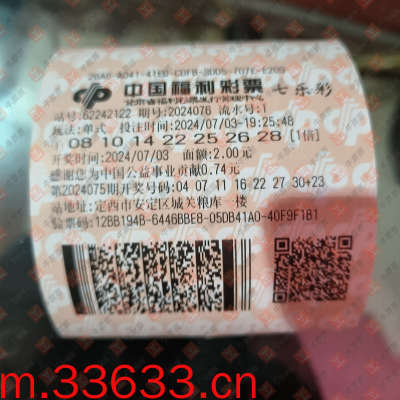 中国福利彩票 七乐彩
站号:62242122 期号:2024076 流水号:1
玩法:单式 投注时间:2024/07/03-19:25:48
08 10 14 22 25 26 28 [1倍]
开奖时间:2024/07/03 面额:2.00元
感谢您为中国公益事业贡献0.74元
第2024075期开奖号码:04 07 11 16 22 27 30+23
站地址:定西市安定区城关粮库一楼
验票码:12BB194B-6446BBEB-05DB41A0-40F9F1B1
m.33633.cn